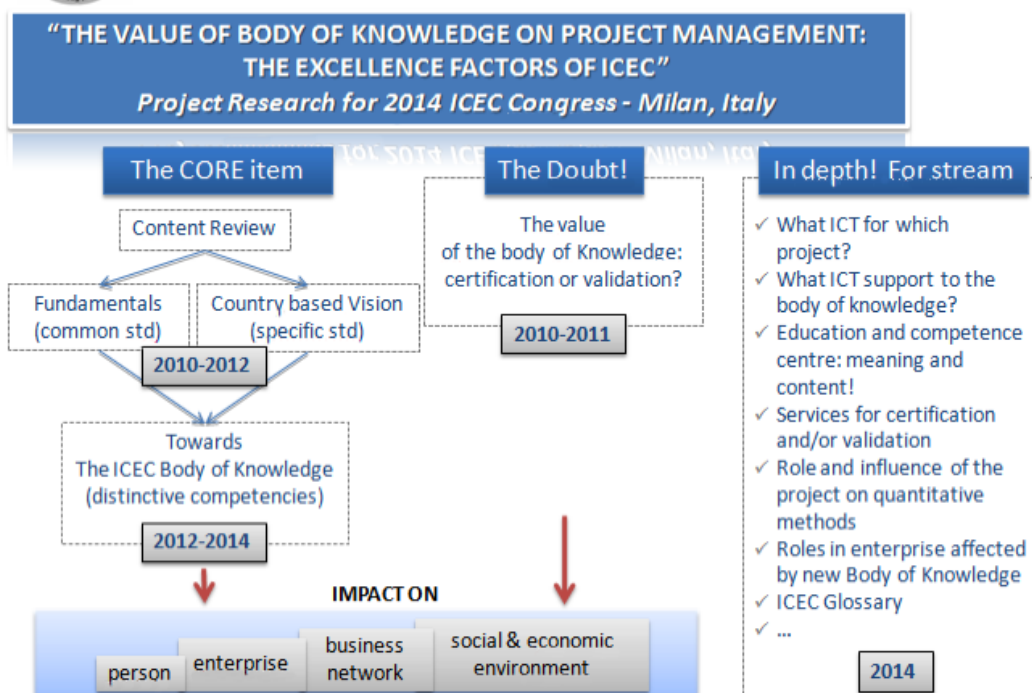 "THE VALUE OF BODY OF KNOWLEDGE ON PROJECT MANAGEMENT:
THE EXCELLENCE FACTORS OF ICEC"
Project Research for 2014 ICEC Congress - Milan, Italy
The CORE item
Content Review
Fundamentals
(common std)
Country based Vision
(specific std)
2010-2012
Towards
The ICEC Body of Knowledge
(distinctive competencies)
2012-2014
The Doubt!
The value
of the body of Knowledge:
certification or validation?
2010-2011
In depth! For stream
✓ What ICT for which
project?
✓ What ICT support to the
body of knowledge?
✓ Education and competence
centre: meaning and
content!
✓ Services for certification
and/or validation
✓ Role and influence of the
project on quantitative
methods
✓ Roles in enterprise affected
by new Body of Knowledge
✓ ICEC Glossary
✓ ...
2014
IMPACT ON
person
enterprise
business
network
social & economic
environment